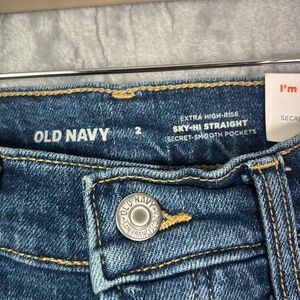 OLD NAVY
2
EXTRA HIGH-RISE
SKY-HI STRAIGHT
SECRET-SMOOTH POCKETS
I'm
OLD NAVY